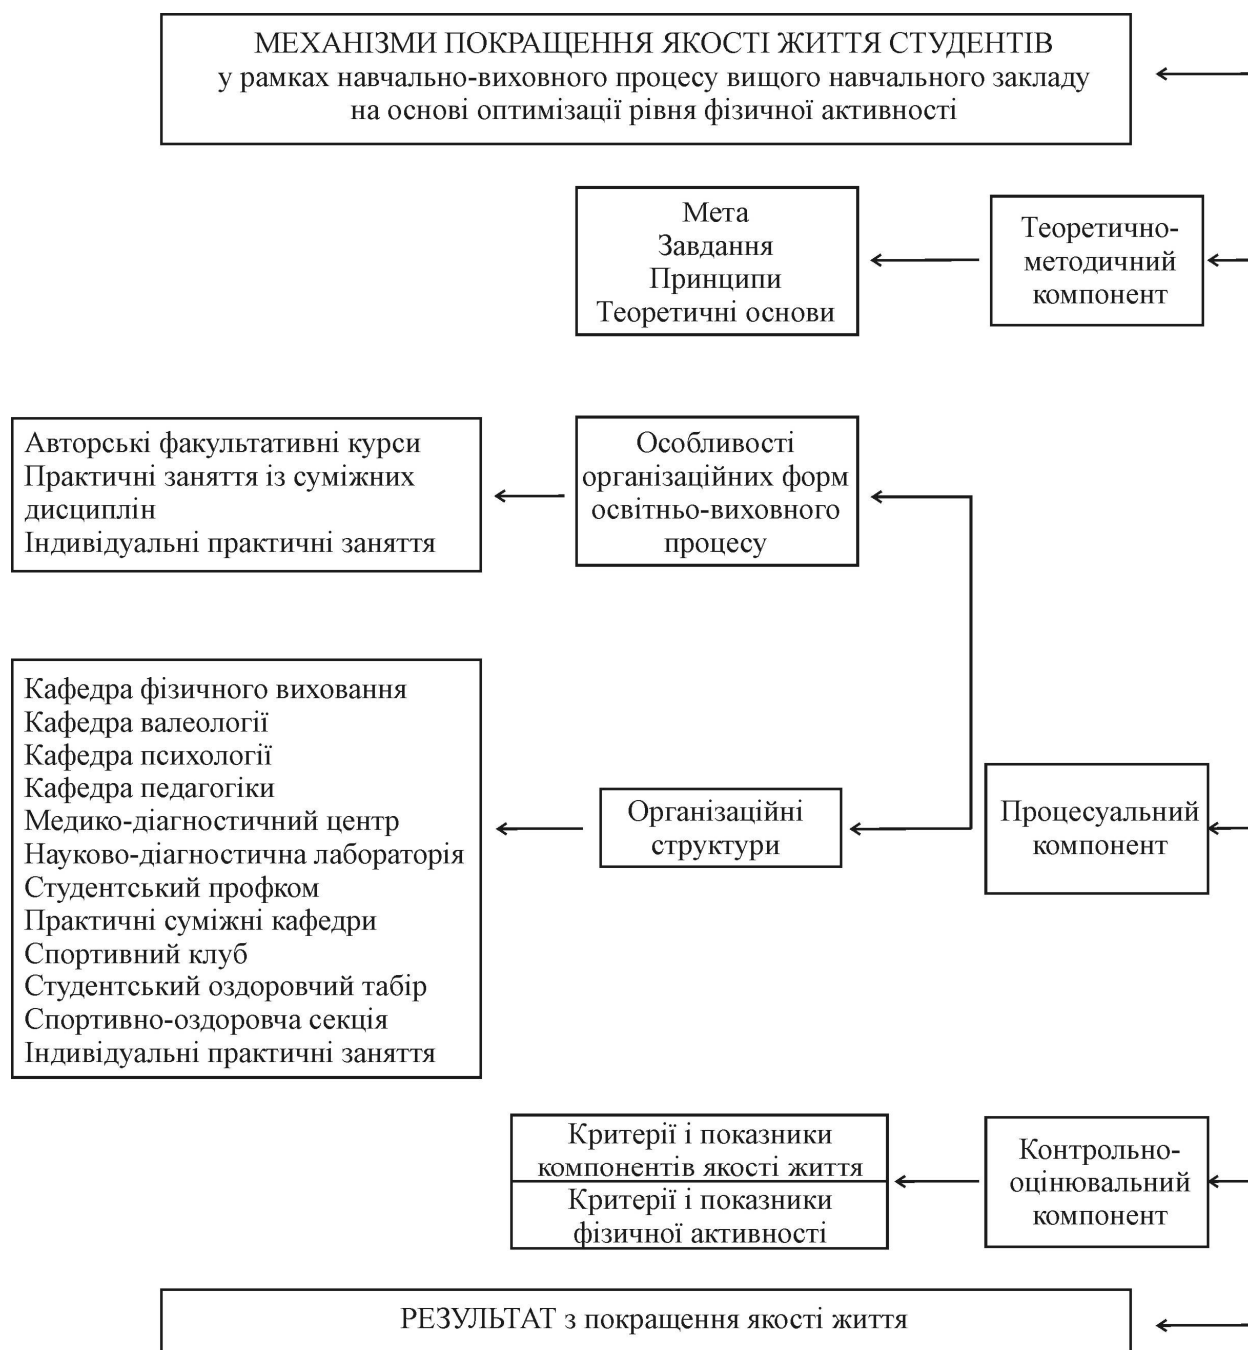 МЕХАНІЗМИ ПОКРАЩЕННЯ ЯКОСТІ ЖИТТЯ СТУДЕНТІВ
у рамках навчально-виховного процесу вищого навчального закладу
на основі оптимізації рівня фізичної активності
Мета
Завдання
Принципи
Теоретичні основи
Теоретично-
методичний
компонент
Авторські факультативні курси
Практичні заняття із суміжних
дисциплін
Індивідуальні практичні заняття
Особливості
організаційних форм
освітньо-виховного
процесу
Кафедра фізичного виховання
Кафедра валеології
Кафедра психології
Кафедра педагогіки
Медико-діагностичний центр
Науково-діагностична лабораторія
Студентський профком
Практичні суміжні кафедри
Спортивний клуб
Студентський оздоровчий табір
Спортивно-оздоровча секція
Індивідуальні практичні заняття
Організаційні
структури
Процесуальний
компонент
Критерії і показники
компонентів якості життя
Критерії і показники
фізичної активності
Контрольно-
оцінювальний
компонент
РЕЗУЛЬТАТ з покращення якості життя